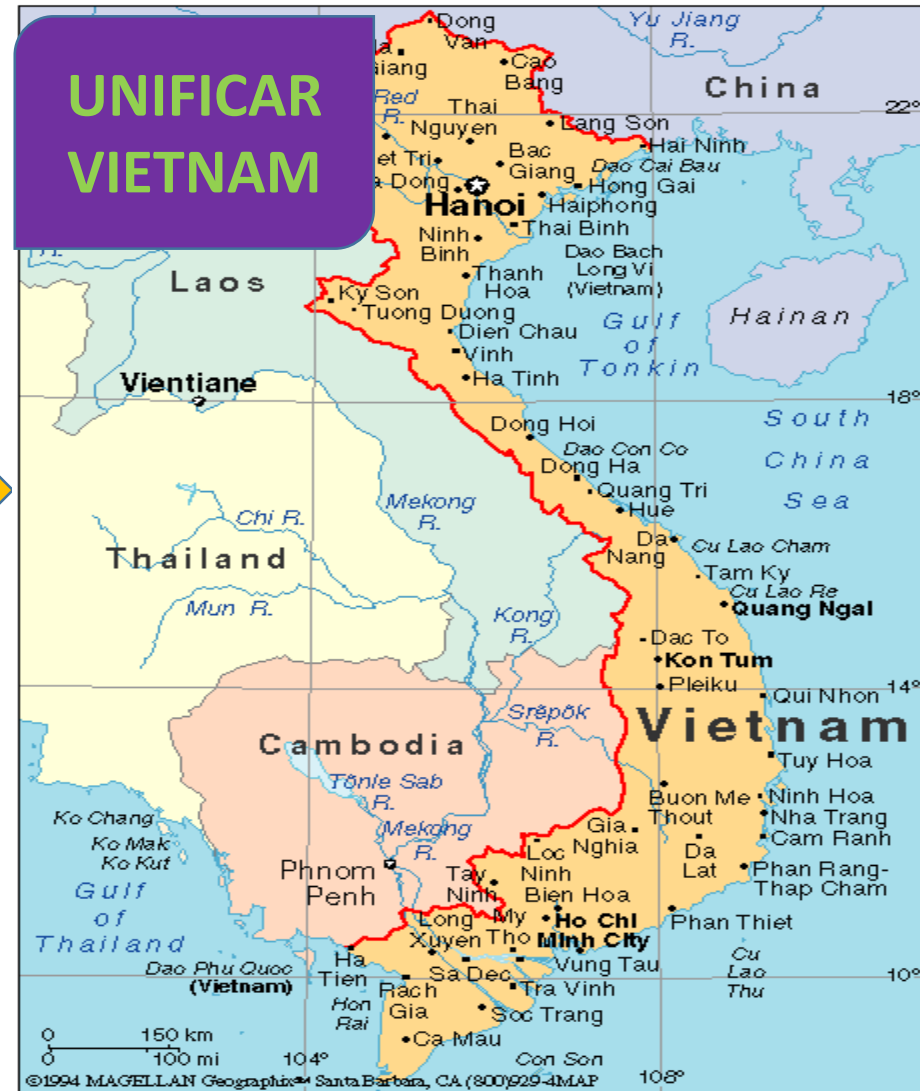 UNIFICAR
VIETNAM
Dong
Van
Yu Jiang
R.
Giang
Cao
Bang
China
Red
R.
Thai
Nguyen
22°
Lang Son
Hai Ninh
et Tri
Bac
Giang
Dao Cai Bau
Dong
Hong Gai
Hanoi
Haiphong
Thai Binh
Ninh
Binh
Dao Bach
Long Vi
(Vietnam)
R.
Laos
Thanh
Hoa
Ky Son
Tuong Duong
Gulf
of
Tonkin
Hainan
Dien Chau
Vinh
Vientiane
Ha Tinh
18°
Dong Hoi
South
China
Sea
Dao Con Co
Dong Ha
Quang Tri
Hue
Mekong
R.
Chi R.
Thailand
Da
Nang
Cu Lao Cham
Tam Ky
Mun R.
Cu Lao Re
Quang Ngal
Kong
R.
Dac To
Kon Tum
Pleiku
14°
Qui Nhon
Srêpôk
R.
Vietnam
Cambodia
Tuy Hoa
Tônle Sab
R.
Buon Me
Thout
Ninh Hoa
Nha Trang
Cam Ranh
Ko Chang
Ko Mak
Ko Kut
Mekong
R.
Gia
Nghia
Loc
Ninh
Da
Lat
Phnom
Penh
Tay
Ninh
Phan Rang-
Thap Cham
Gulf
of
Thailand
Bien Hoa
Long
Xuyen
My
Tho
Ho Chi
Minh City
Phan Thiet
Ha
Tien
Vung Tau
Cu
Lao
Thu
Dao Phu Quoc
(Vietnam)
Sa Dec
10°
Rach
Gia
Tra Vinh
Hon
Rai
Soc Trang
Ca Mau
0 150 km
0 100 mi
104°
Con Son
108°
©1994 MAGELLAN Geographix℠ Santa Barbara, CA (800)929-4MAP